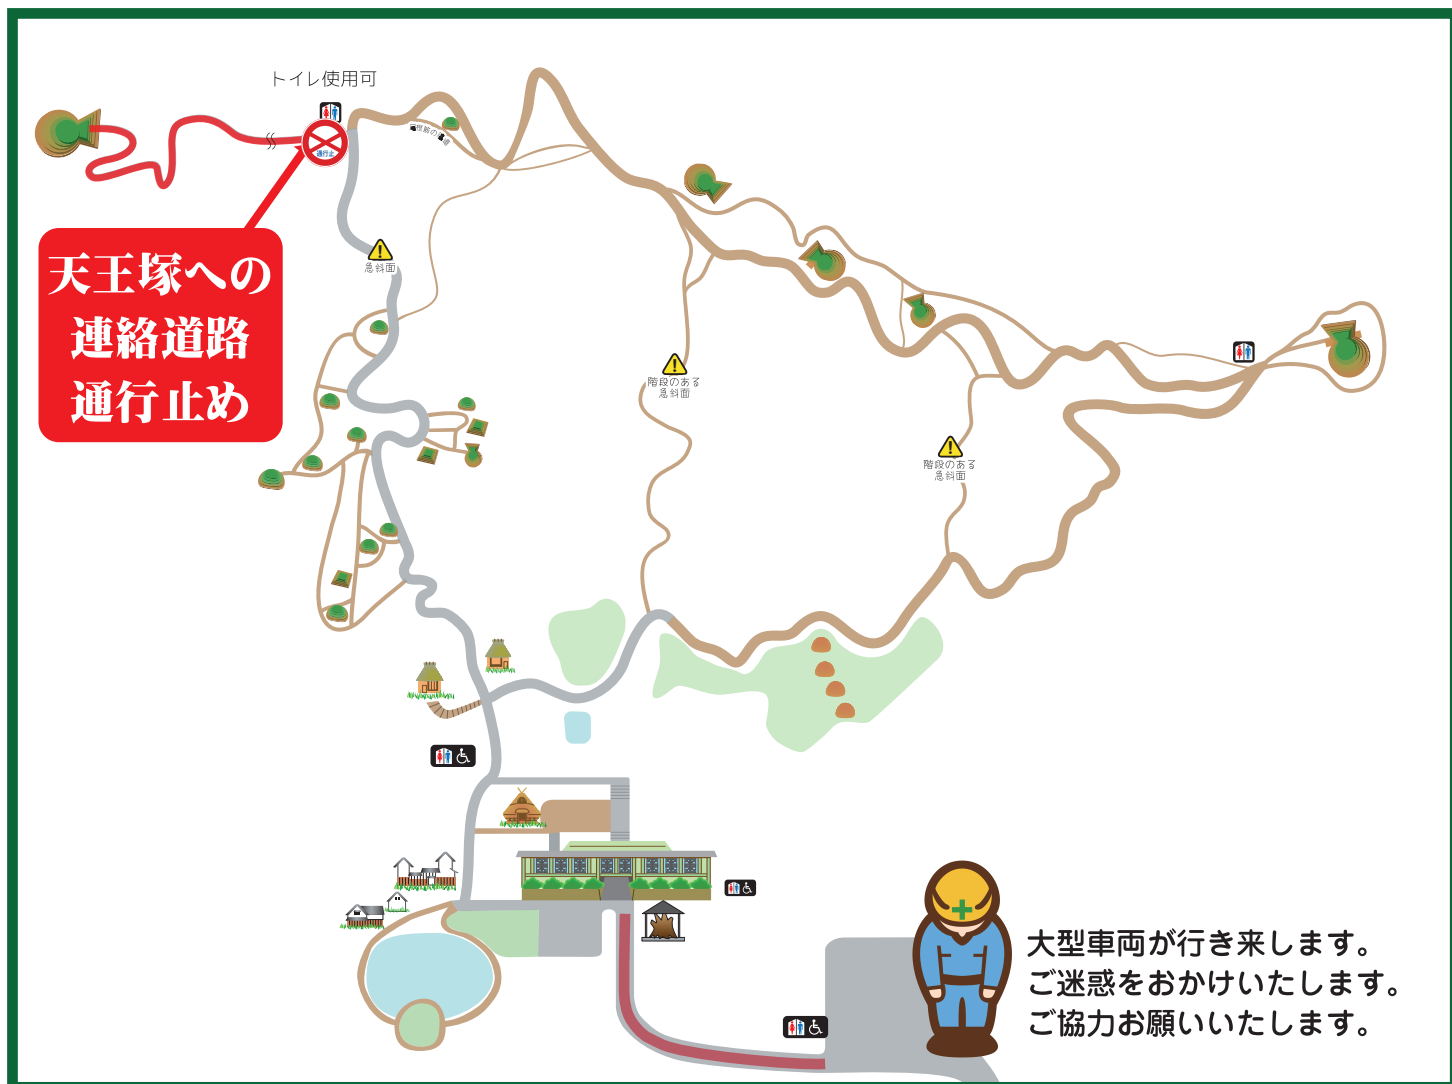 トイレ使用可
通行止
天王塚への
連絡道路
通行止め
急斜面
階段のある
急斜面
階段のある
急斜面
大型車両が行き来します。
ご迷惑をおかけいたします。
ご協力お願いいたします。